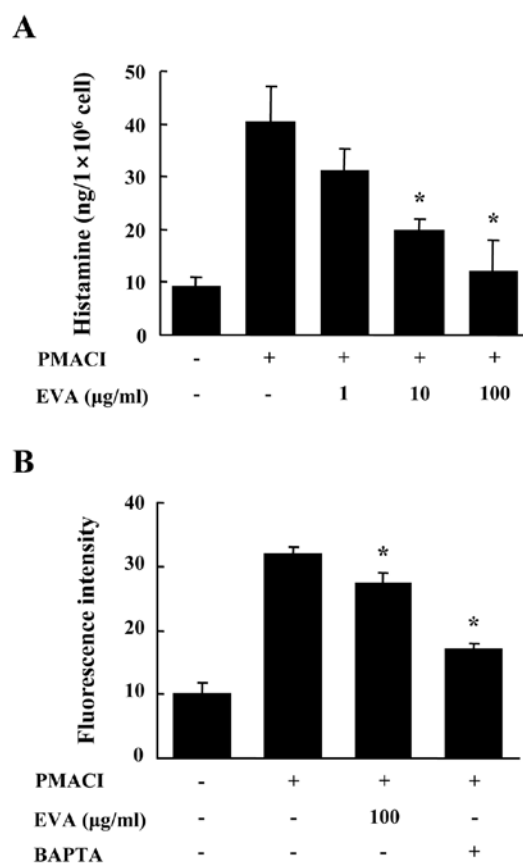 A
Histamine (ng/1×10⁶ cell)
50
40
30
20
10
0
*
*
PMACI - + + + +
EVA (µg/ml) - - 1 10 100
B
Fluorescence intensity
40
30
20
10
0
*
*
PMACI - + + +
EVA (µg/ml) - - 100 -
BAPTA - - - +